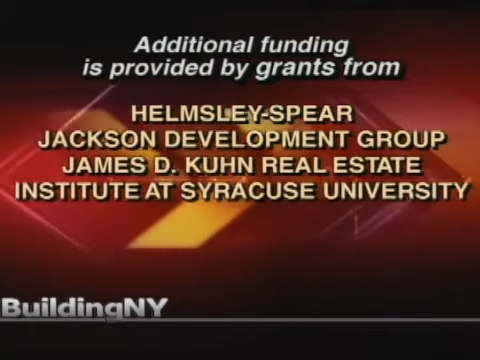 Additional funding
is provided by grants from
HELMSLEY-SPEAR
JACKSON DEVELOPMENT GROUP
JAMES D. KUHN REAL ESTATE
INSTITUTE AT SYRACUSE UNIVERSITY
BuildingNY